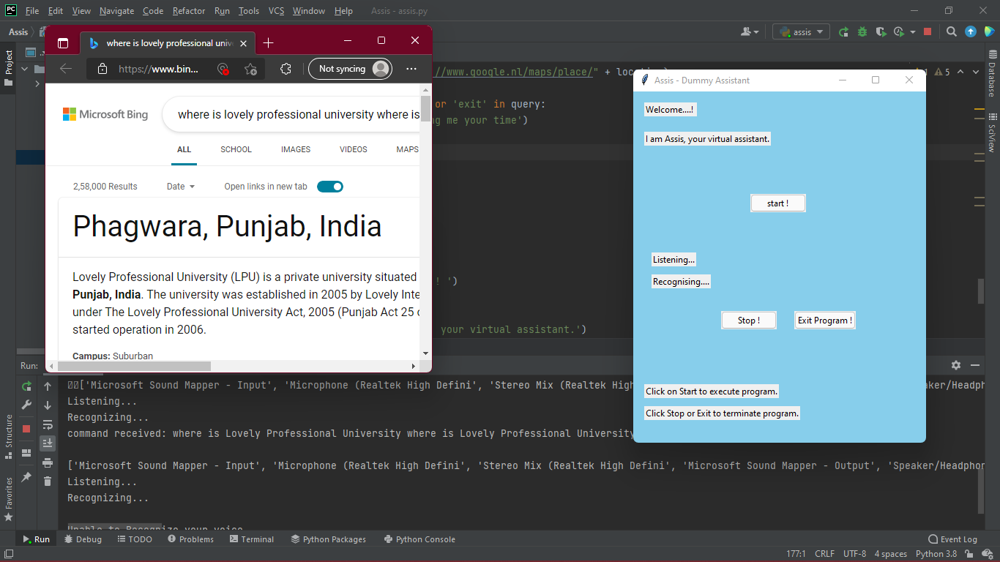 File Edit View Navigate Code Refactor Run Tools VCS Window Help Assis - assis.py
Assis
assis
where is lovely professional univ
https://www.bin...
Not syncing
Microsoft Bing
where is lovely professional university where is
ALL SCHOOL IMAGES VIDEOS MAPS
2,58,000 Results Date Open links in new tab
Phagwara, Punjab, India
Lovely Professional University (LPU) is a private university situated
Punjab, India. The university was established in 2005 by Lovely Inte
under The Lovely Professional University Act, 2005 (Punjab Act 25 o
started operation in 2006.
Campus: Suburban
//www.google.nl/maps/place/" + location)
5
or 'exit' in query:
ng me your time')
! ')
your virtual assistant.')
Assis - Dummy Assistant
Welcome....!
I am Assis, your virtual assistant.
start !
Listening...
Recognising....
Stop ! Exit Program !
Click on Start to execute program.
Click Stop or Exit to terminate program.
Project
Structure
Favorites
Database
SciView
Run:
['Microsoft Sound Mapper - Input', 'Microphone (Realtek High Defini', 'Stereo Mix (Realtek High
Listening...
Recognizing...
command received: where is Lovely Professional University where is Lovely Professional University
['Microsoft Sound Mapper - Input', 'Microphone (Realtek High Defini', 'Stereo Mix (Realtek High Defini', 'Microsoft Sound Mapper - Output', 'Speaker/Headphon
Listening...
Recognizing...
Unable to Recognize your voice
Run Debug TODO Problems Terminal Python Packages Python Console Event Log
177:1 CRLF UTF-8 4 spaces Python 3.8